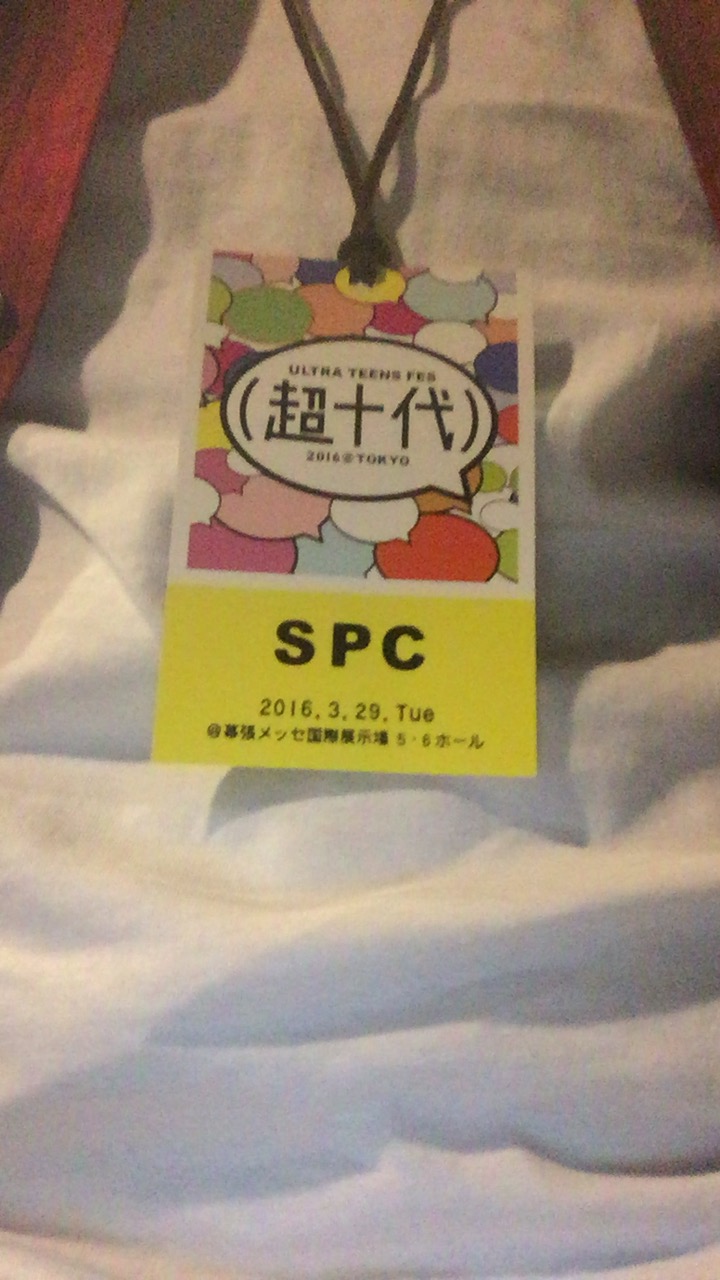 ULTRA TEENS FES
(超十代)
2016@TOKYO
SPC
2016.3.29.Tue
@幕張メッセ国際展示場 5・6ホール